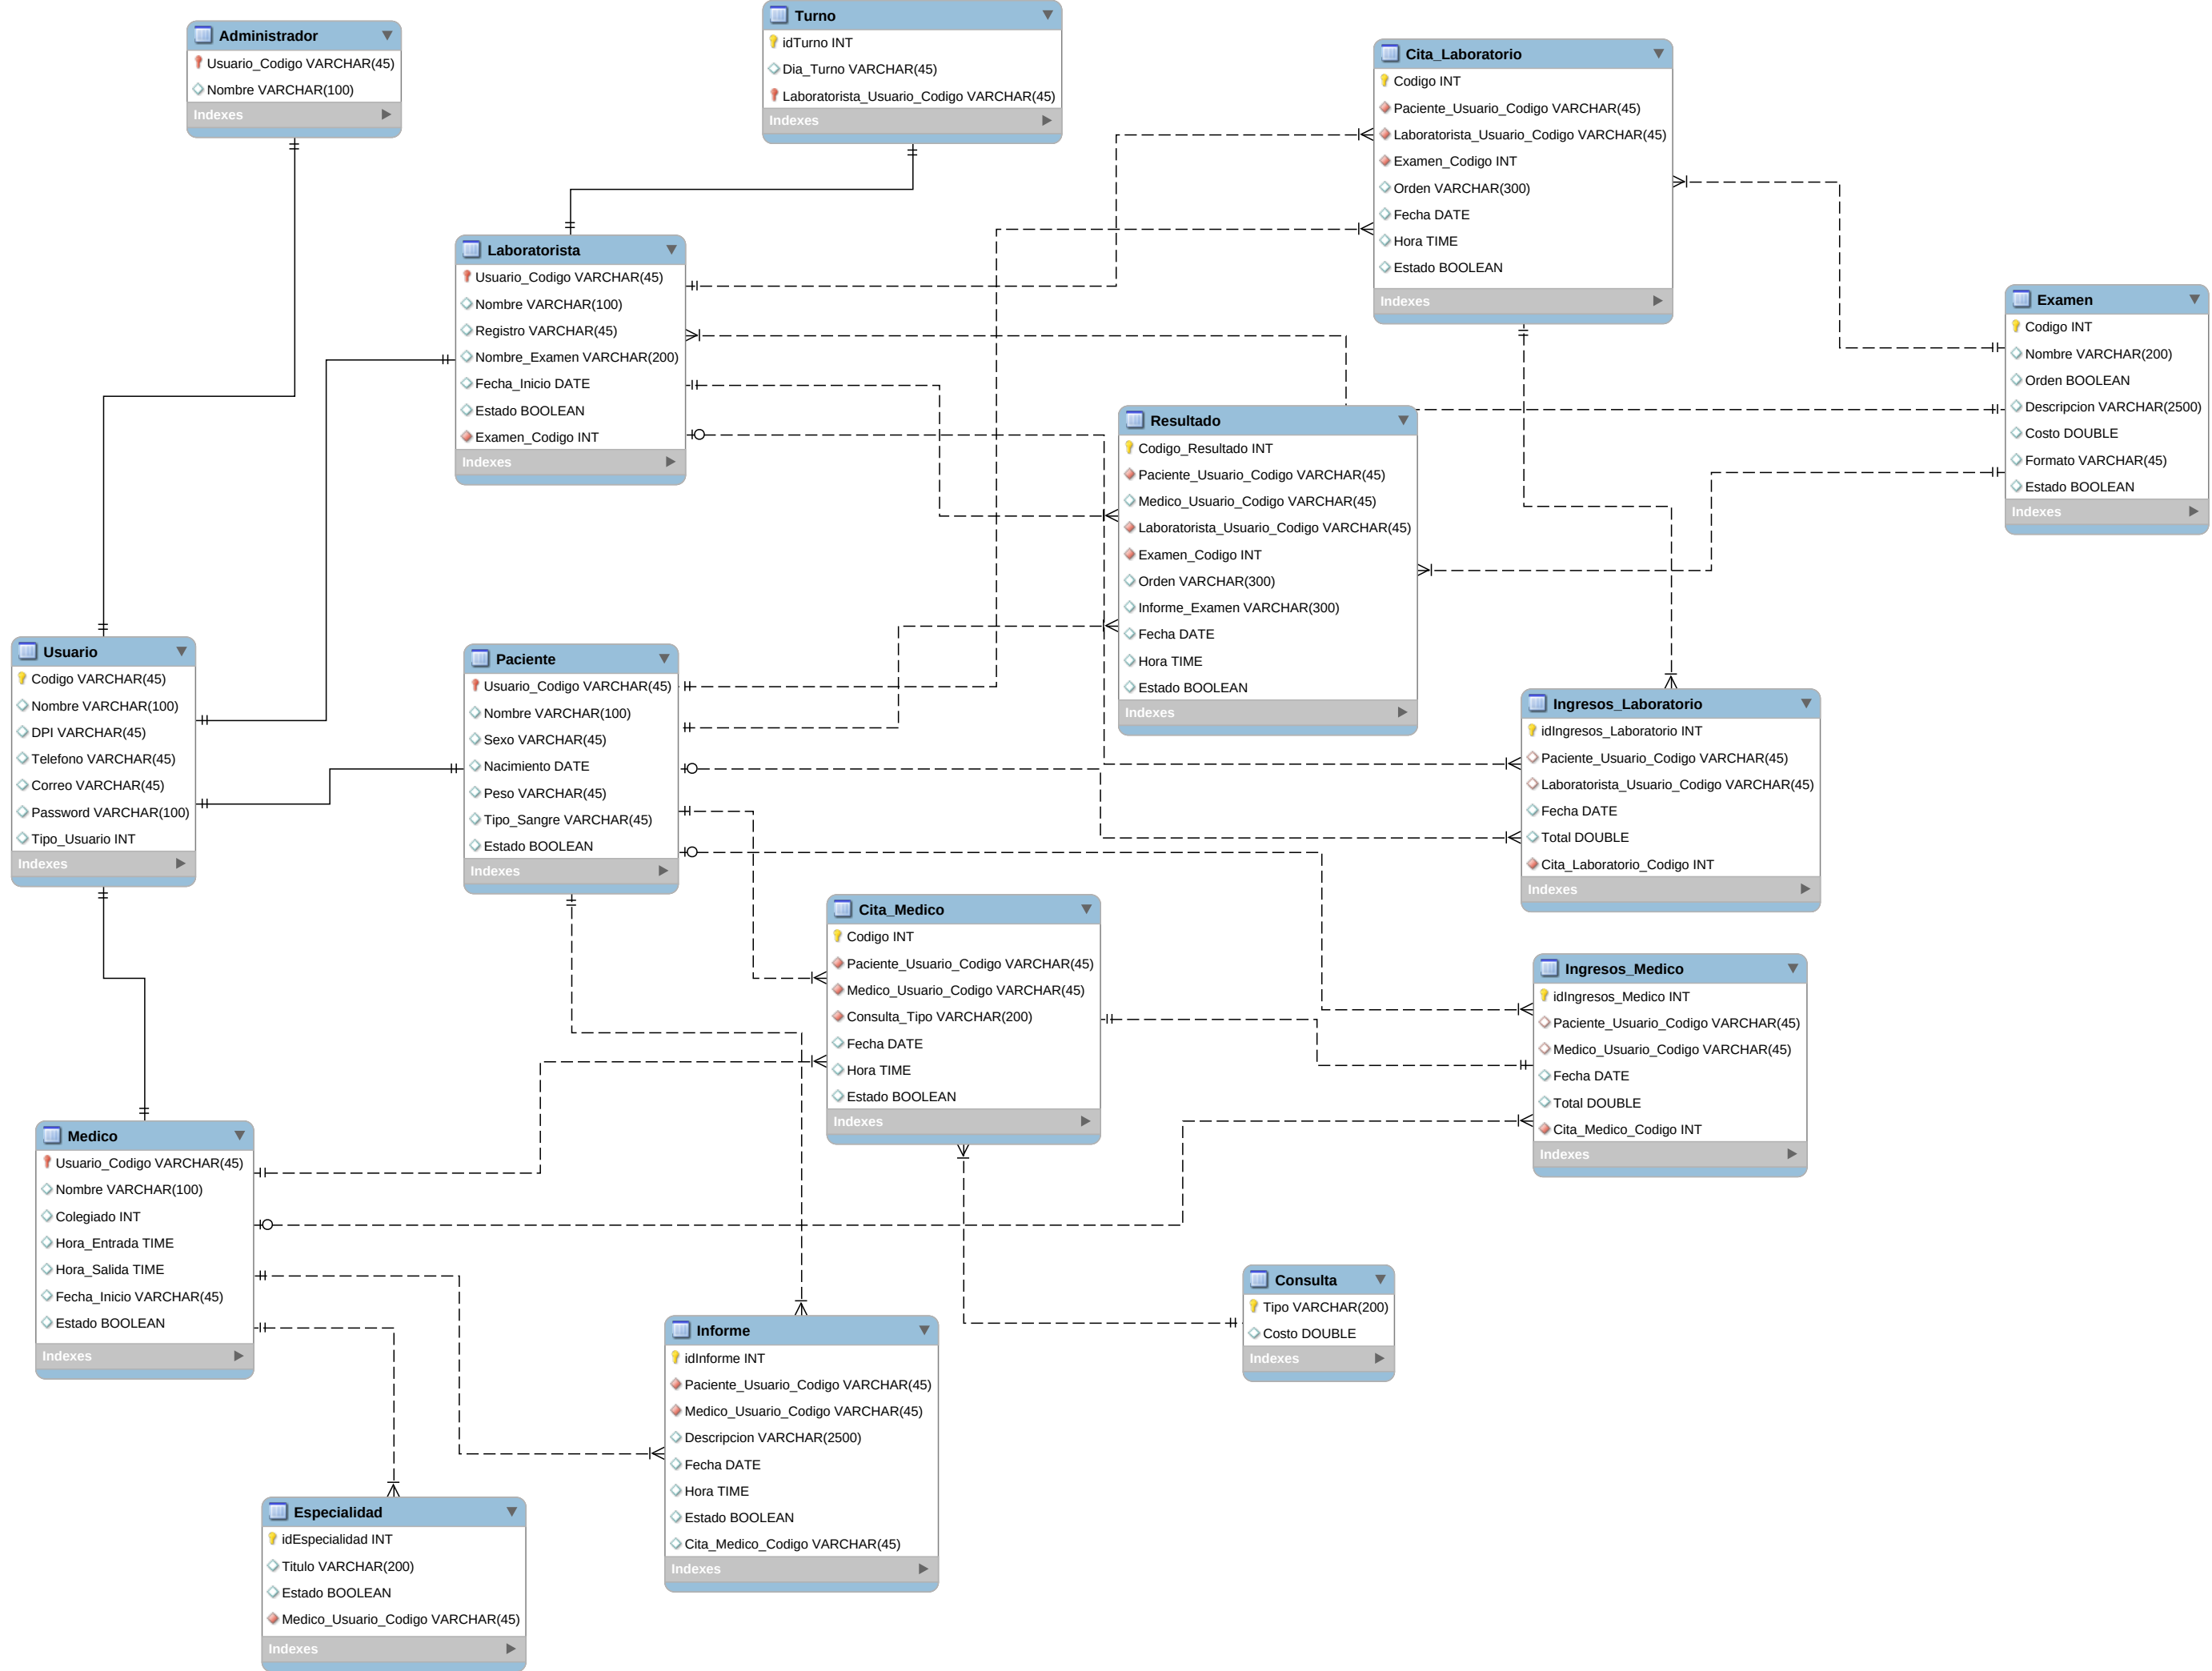 Administrador
Usuario_Codigo VARCHAR(45)
Nombre VARCHAR(100)
Indexes
Turno
idTurno INT
Dia_Turno VARCHAR(45)
Laboratorista_Usuario_Codigo VARCHAR(45)
Indexes
Cita_Laboratorio
Codigo INT
Paciente_Usuario_Codigo VARCHAR(45)
Laboratorista_Usuario_Codigo VARCHAR(45)
Examen_Codigo INT
Orden VARCHAR(300)
Fecha DATE
Hora TIME
Estado BOOLEAN
Indexes
Laboratorista
Usuario_Codigo VARCHAR(45)
Nombre VARCHAR(100)
Registro VARCHAR(45)
Nombre_Examen VARCHAR(200)
Fecha_Inicio DATE
Estado BOOLEAN
Examen_Codigo INT
Indexes
Examen
Codigo INT
Nombre VARCHAR(200)
Orden BOOLEAN
Descripcion VARCHAR(2500)
Costo DOUBLE
Formato VARCHAR(45)
Estado BOOLEAN
Indexes
Resultado
Codigo_Resultado INT
Paciente_Usuario_Codigo VARCHAR(45)
Medico_Usuario_Codigo VARCHAR(45)
Laboratorista_Usuario_Codigo VARCHAR(45)
Examen_Codigo INT
Orden VARCHAR(300)
Informe_Examen VARCHAR(300)
Fecha DATE
Hora TIME
Estado BOOLEAN
Indexes
Usuario
Codigo VARCHAR(45)
Nombre VARCHAR(100)
DPI VARCHAR(45)
Telefono VARCHAR(45)
Correo VARCHAR(45)
Password VARCHAR(100)
Tipo_Usuario INT
Indexes
Paciente
Usuario_Codigo VARCHAR(45)
Nombre VARCHAR(100)
Sexo VARCHAR(45)
Nacimiento DATE
Peso VARCHAR(45)
Tipo_Sangre VARCHAR(45)
Estado BOOLEAN
Indexes
Ingresos_Laboratorio
idIngresos_Laboratorio INT
Paciente_Usuario_Codigo VARCHAR(45)
Laboratorista_Usuario_Codigo VARCHAR(45)
Fecha DATE
Total DOUBLE
Cita_Laboratorio_Codigo INT
Indexes
Cita_Medico
Codigo INT
Paciente_Usuario_Codigo VARCHAR(45)
Medico_Usuario_Codigo VARCHAR(45)
Consulta_Tipo VARCHAR(200)
Fecha DATE
Hora TIME
Estado BOOLEAN
Indexes
Ingresos_Medico
idIngresos_Medico INT
Paciente_Usuario_Codigo VARCHAR(45)
Medico_Usuario_Codigo VARCHAR(45)
Fecha DATE
Total DOUBLE
Cita_Medico_Codigo INT
Indexes
Medico
Usuario_Codigo VARCHAR(45)
Nombre VARCHAR(100)
Colegiado INT
Hora_Entrada TIME
Hora_Salida TIME
Fecha_Inicio VARCHAR(45)
Estado BOOLEAN
Indexes
Consulta
Tipo VARCHAR(200)
Costo DOUBLE
Indexes
Informe
idInforme INT
Paciente_Usuario_Codigo VARCHAR(45)
Medico_Usuario_Codigo VARCHAR(45)
Descripcion VARCHAR(2500)
Fecha DATE
Hora TIME
Estado BOOLEAN
Cita_Medico_Codigo VARCHAR(45)
Indexes
Especialidad
idEspecialidad INT
Titulo VARCHAR(200)
Estado BOOLEAN
Medico_Usuario_Codigo VARCHAR(45)
Indexes